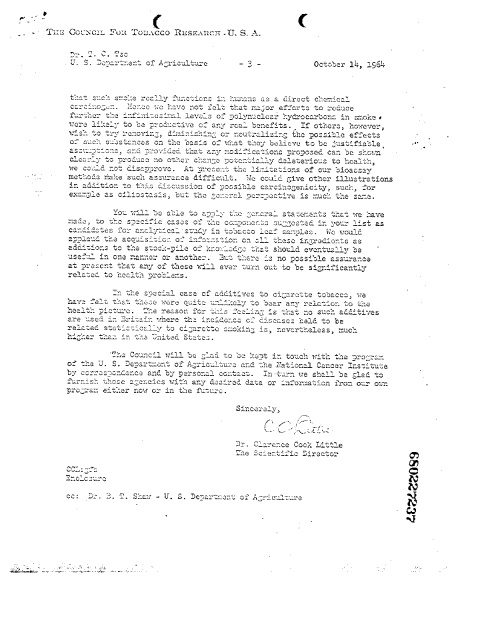 THE COUNCIL FOR TOBACCO RESEARCH - U. S. A.
Dr. T. C. Tso
U. S. Department of Agriculture - 3 - October 14, 1964
that such smoke really functions in humans as a direct chemical
carcinogen. Hence we have not felt that major efforts to reduce
further the infinitesimal levels of polynuclear hydrocarbons in smoke
were likely to be productive of any real benefits. If others, however,
wish to try removing, diminishing or neutralizing the possible effects
of such substances on the basis of what they believe to be justifiable
assumptions, and provided that any modifications proposed can be shown
clearly to produce no other change potentially deleterious to health,
we could not disapprove. At present the limitations of our bioassay
methods make such assurance difficult. We could give other illustrations
in addition to this discussion of possible carcinogenicity, such, for
example as ciliostasis, but the general perspective is much the same.
You will be able to apply the general statements that we have
made, to the specific cases of the components suggested in your list as
candidates for analytical study in tobacco leaf samples. We would
applaud the acquisition of information on all these ingredients as
additions to the stock-pile of knowledge that should eventually be
useful in one manner or another. But there is no possible assurance
at present that any of these will ever turn out to be significantly
related to health problems.
In the special case of additives to cigarette tobacco, we
have felt that these were quite unlikely to bear any relation to the
health picture. The reason for this feeling is that no such additives
are used in Britain where the incidence of diseases held to be
related statistically to cigarette smoking is, nevertheless, much
higher than in the United States.
The Council will be glad to be kept in touch with the program
of the U. S. Department of Agriculture and the National Cancer Institute
by correspondence and by personal contact. In turn we shall be glad to
furnish those agencies with any desired data or information from our own
program either now or in the future.
Sincerely,
C C Little
Dr. Clarence Cook Little
The Scientific Director
Enclosure
cc: Dr. B. T. Shaw - U. S. Department of Agriculture
650227237